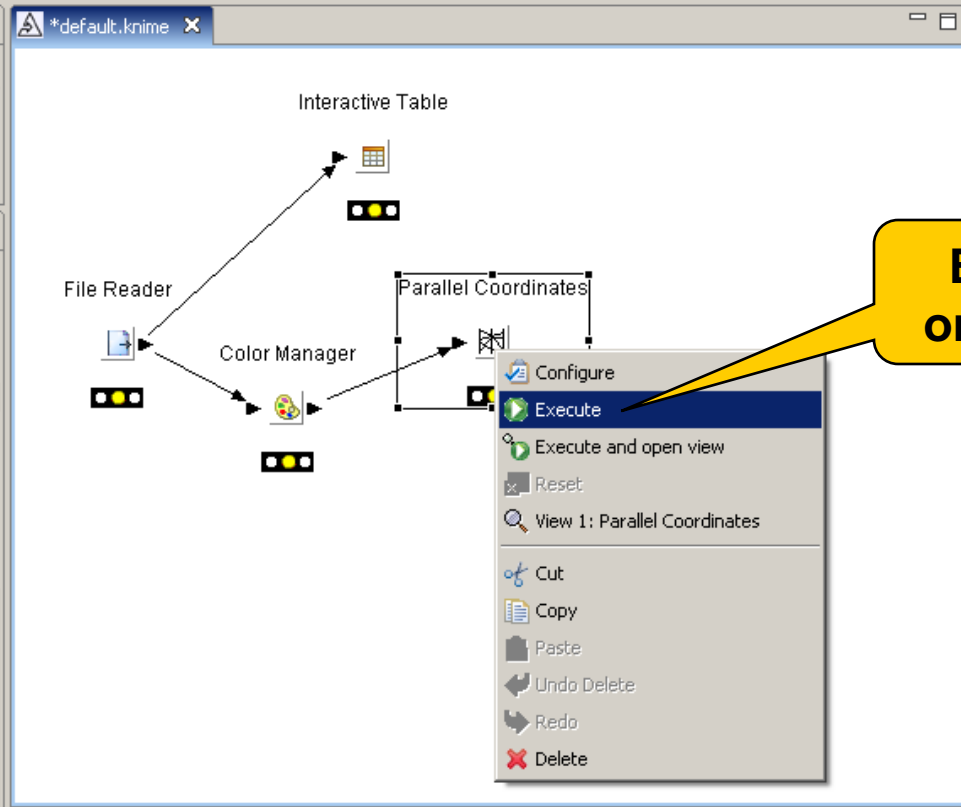 *default.knime
Interactive Table
File Reader
Parallel Coordinates
Color Manager
Configure
Execute
Execute and open view
Reset
View 1: Parallel Coordinates
Cut
Copy
Paste
Undo Delete
Redo
Delete